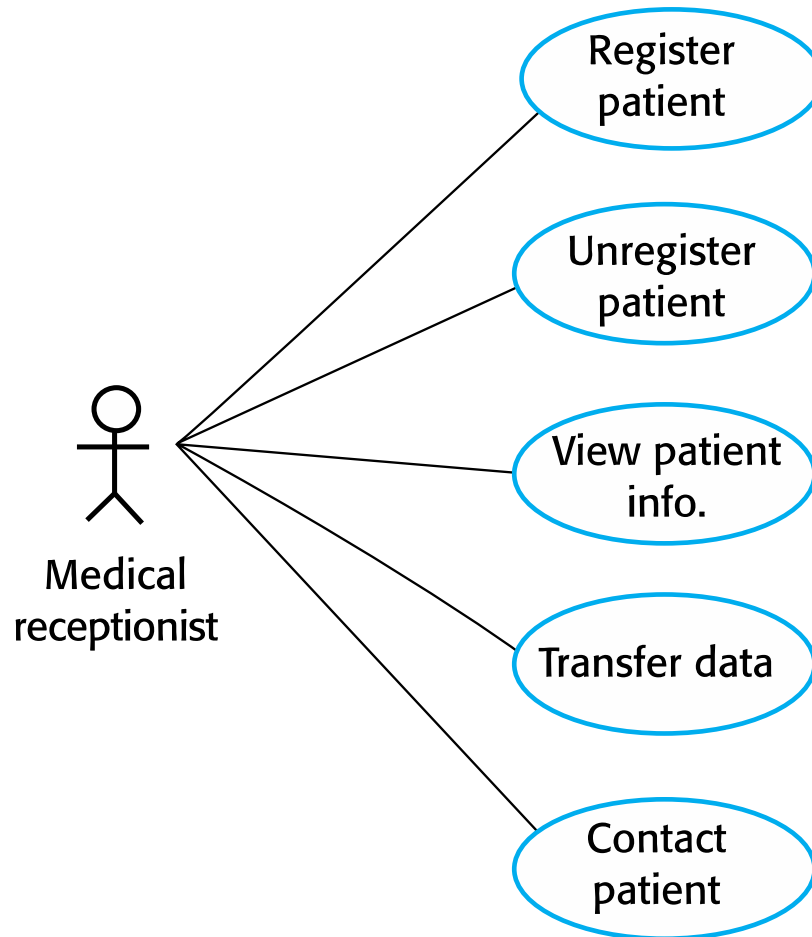 Register
patient
Unregister
patient
View patient
info.
Medical
receptionist
Transfer data
Contact
patient